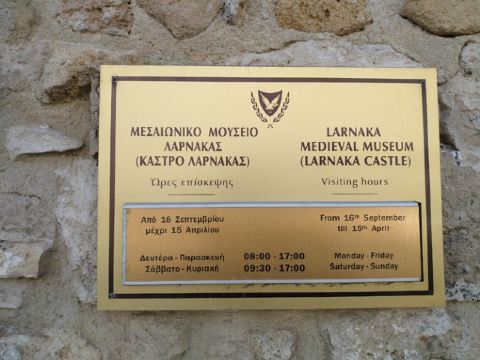 ΜΕΣΑΙΩΝΙΚΟ ΜΟΥΣΕΙΟ
ΛΑΡΝΑΚΑΣ
(ΚΑΣΤΡΟ ΛΑΡΝΑΚΑΣ)
Ὧρες ἐπίσκεψης
LARNAKA
MEDIEVAL MUSEUM
(LARNAKA CASTLE)
Visiting hours
Από 16 Σεπτεμβρίου
μέχρι 15 Απριλίου
From 16th September
till 15th April
Δευτέρα - Παρασκευή 08:00 - 17:00 Monday - Friday
Σάββατο - Κυριακή 09:30 - 17:00 Saturday - Sunday